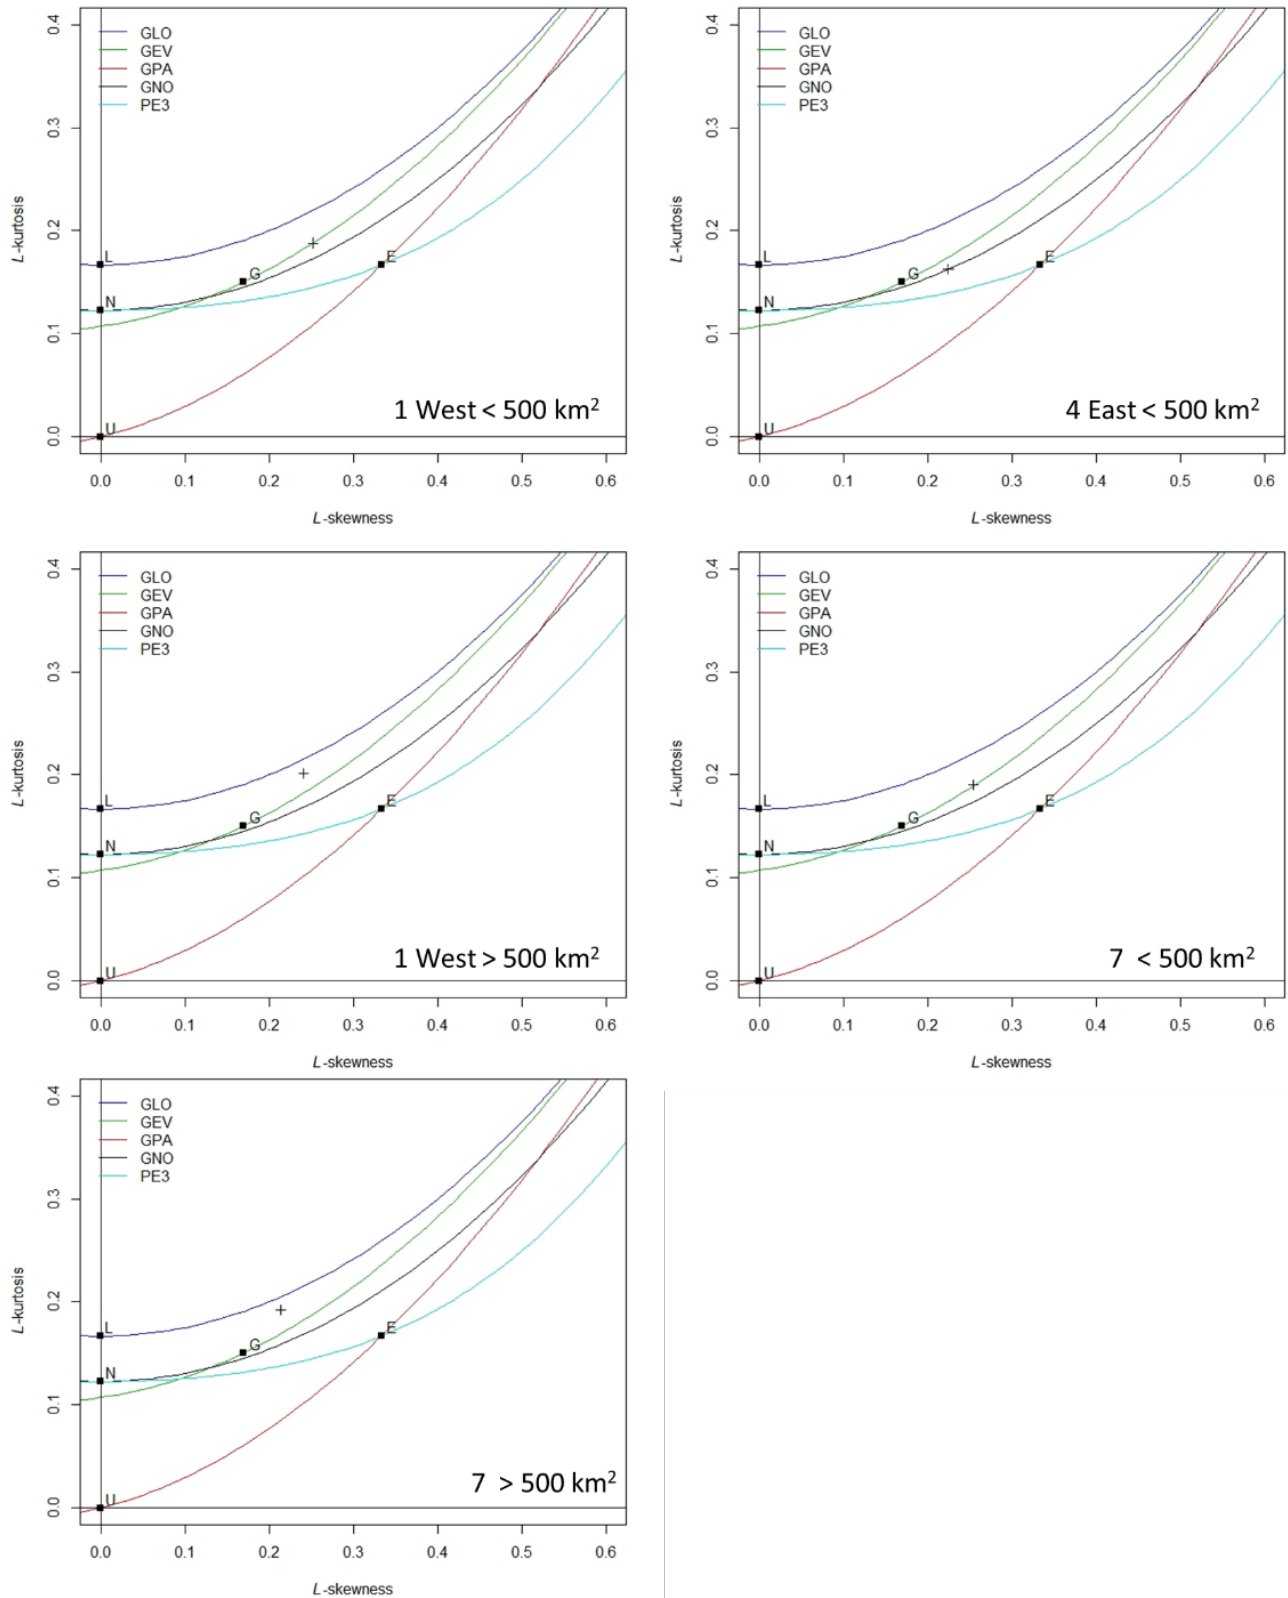 GLO
GEV
GPA
GNO
PE3
L
N
G
E
U
1 West < 500 km²
0.0 0.1 0.2 0.3 0.4
L-kurtosis
0.0 0.1 0.2 0.3 0.4 0.5 0.6
L-skewness
GLO
GEV
GPA
GNO
PE3
L
N
G
E
U
4 East < 500 km²
0.0 0.1 0.2 0.3 0.4
L-kurtosis
0.0 0.1 0.2 0.3 0.4 0.5 0.6
L-skewness
GLO
GEV
GPA
GNO
PE3
L
N
G
E
U
1 West > 500 km²
0.0 0.1 0.2 0.3 0.4
L-kurtosis
0.0 0.1 0.2 0.3 0.4 0.5 0.6
L-skewness
GLO
GEV
GPA
GNO
PE3
L
N
G
E
U
7 < 500 km²
0.0 0.1 0.2 0.3 0.4
L-kurtosis
0.0 0.1 0.2 0.3 0.4 0.5 0.6
L-skewness
GLO
GEV
GPA
GNO
PE3
L
N
G
E
U
7 > 500 km²
0.0 0.1 0.2 0.3 0.4
L-kurtosis
0.0 0.1 0.2 0.3 0.4 0.5 0.6
L-skewness